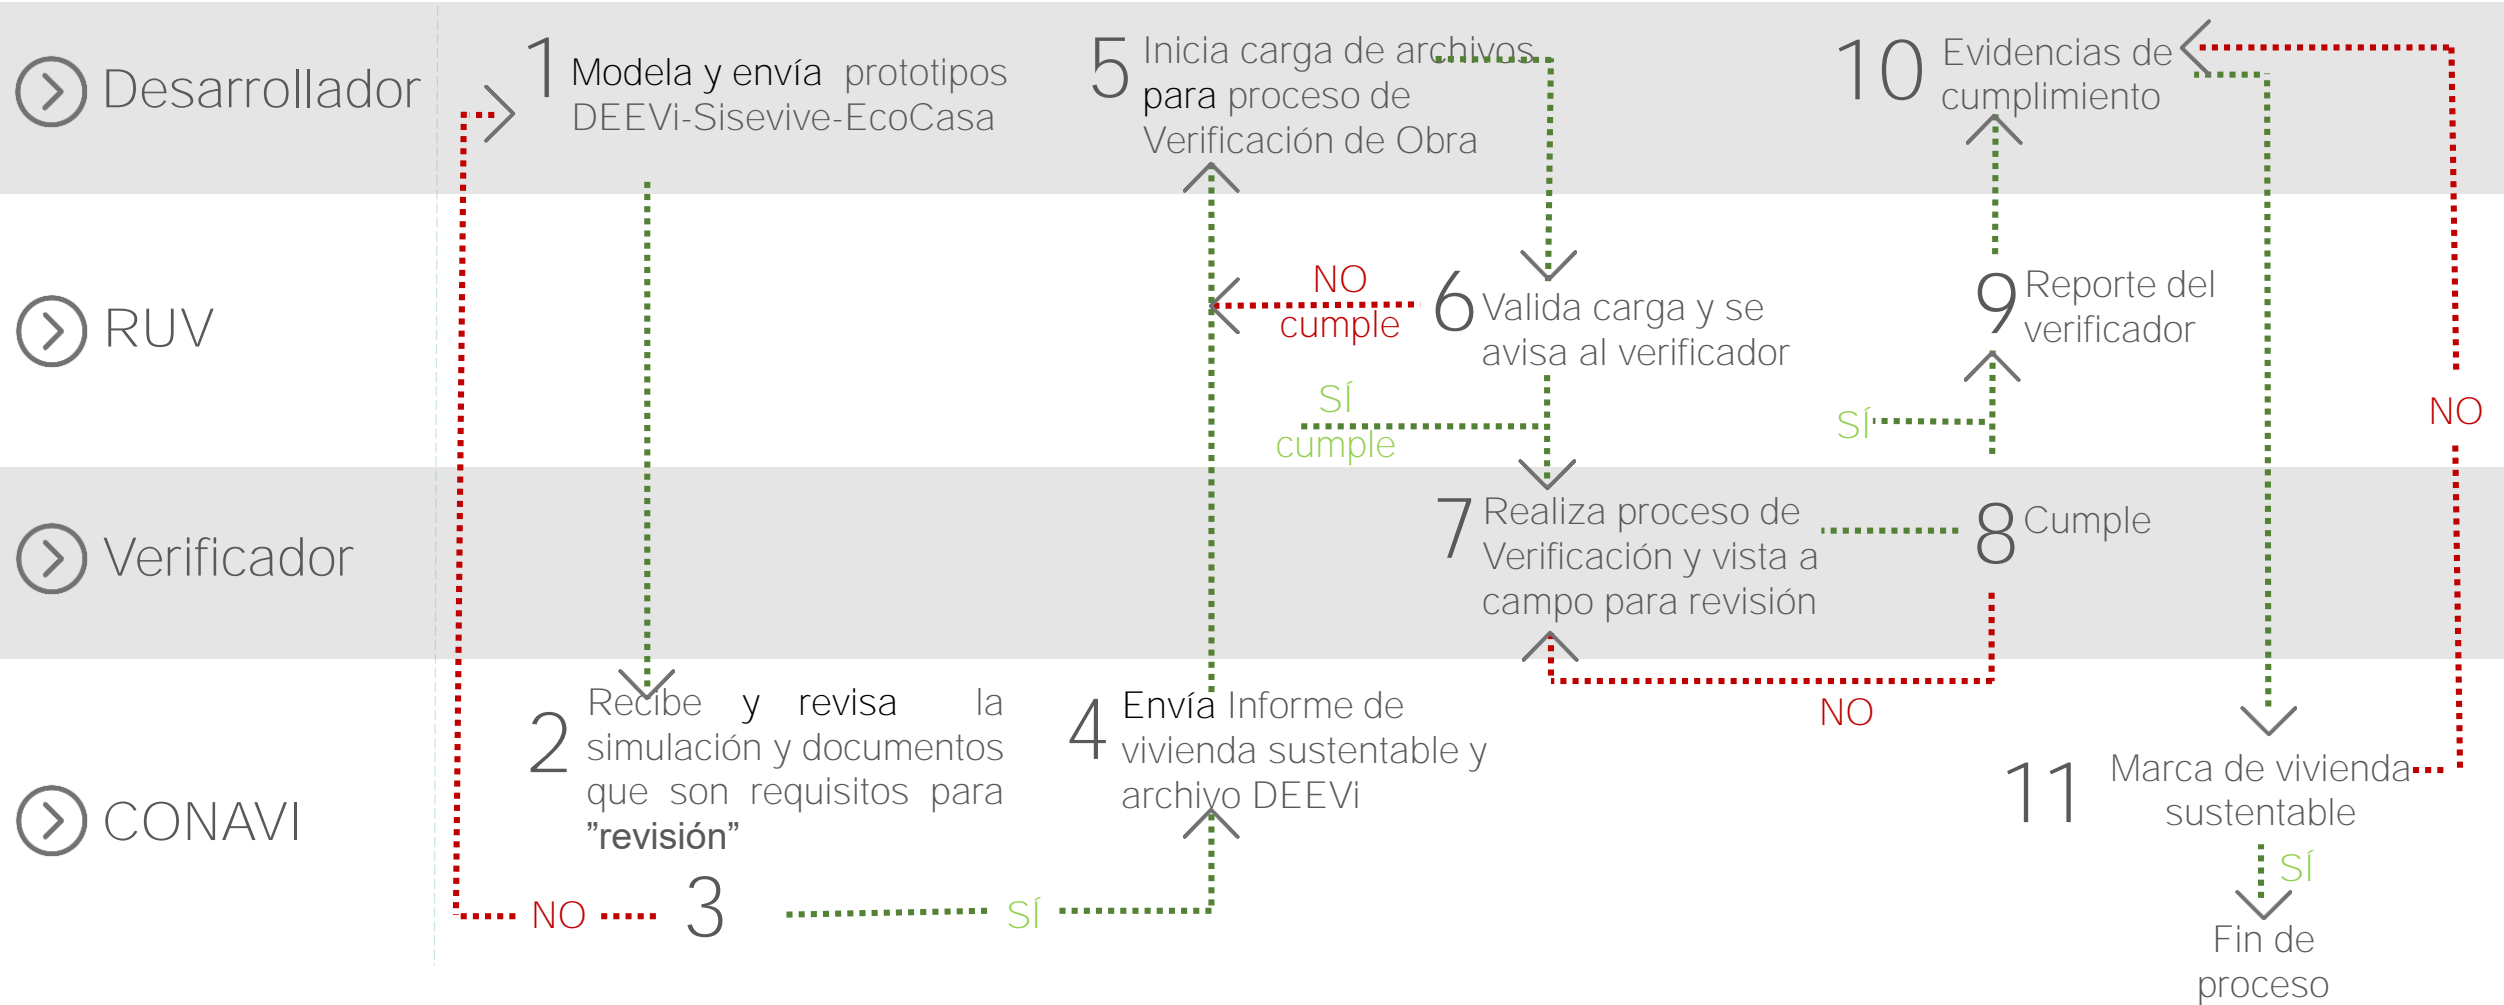 Desarrollador
1
Modela y envía prototipos
DEEVi-Sisevive-EcoCasa
5
Inicia carga de archivos
para proceso de
Verificación de Obra
10
Evidencias de
cumplimiento
RUV
NO
cumple
SÍ
cumple
6
Valida carga y se
avisa al verificador
9
Reporte del
verificador
SÍ
NO
Verificador
7
Realiza proceso de
Verificación y vista a
campo para revisión
8
Cumple
NO
CONAVI
2
Recibe y revisa la
simulación y documentos
que son requisitos para
”revisión”
NO
3
SÍ
4
Envía Informe de
vivienda sustentable y
archivo DEEVi
11
Marca de vivienda
sustentable
SÍ
Fin de
proceso